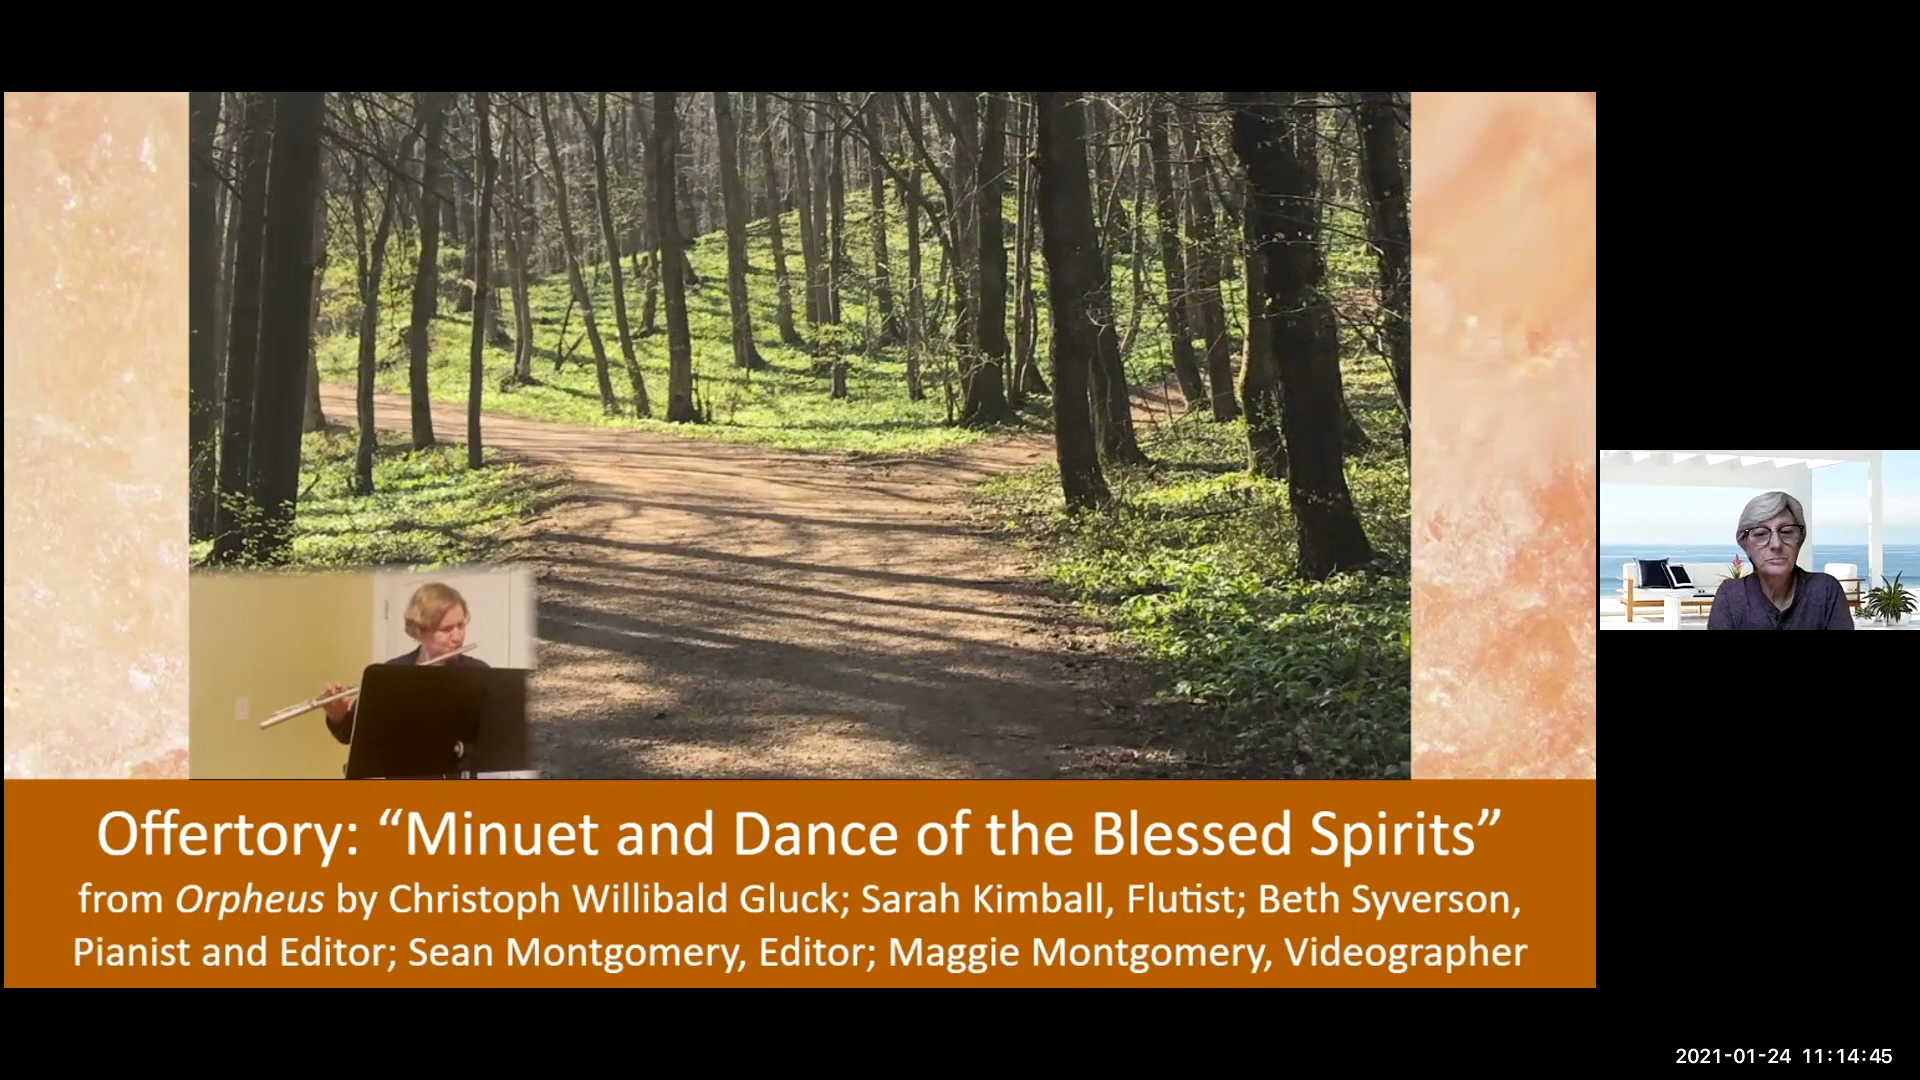 Offertory: “Minuet and Dance of the Blessed Spirits”
from Orpheus by Christoph Willibald Gluck; Sarah Kimball, Flutist; Beth Syverson,
Pianist and Editor; Sean Montgomery, Editor; Maggie Montgomery, Videographer
2021-01-24 11:14:45